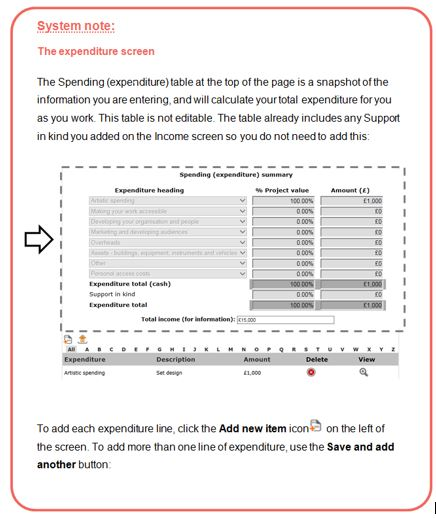 System note:
The expenditure screen
The Spending (expenditure) table at the top of the page is a snapshot of the
information you are entering, and will calculate your total expenditure for you
as you work. This table is not editable. The table already includes any Support
in kind you added on the Income screen so you do not need to add this:
Spending (expenditure) summary
Expenditure heading % Project value Amount (£)
Artistic spending 100.00% £1,000
Making your work accessible 0.00% £0
Developing your organisation and people 0.00% £0
Marketing and developing audiences 0.00% £0
Overheads 0.00% £0
Assets - buildings, equipment, instruments and vehicles 0.00% £0
Other 0.00% £0
Personal access costs 0.00% £0
Expenditure total (cash) 100.00% £1,000
Support in kind 0.00% £0
Expenditure total 100.00% £1,000
Total income (for information): £15,000
All A B C D E F G H I J K L M N O P Q R S T U V W X Y Z
Expenditure Description Amount Delete View
Artistic spending Set design £1,000
To add each expenditure line, click the Add new item icon on the left of
the screen. To add more than one line of expenditure, use the Save and add
another button: